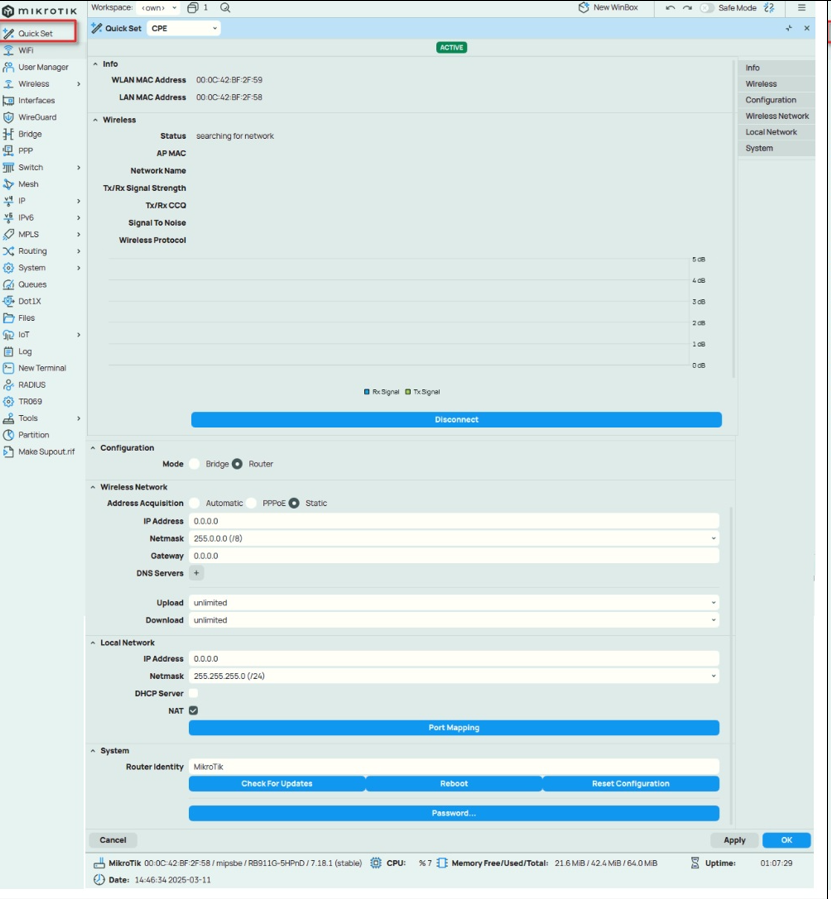 MIKROTIK
Workspace: <own> 1 New WinBox Safe Mode
Quick Set
WiFi
User Manager
Wireless
Interfaces
WireGuard
Bridge
PPP
Switch
Mesh
IP
IPv6
MPLS
Routing
System
Queues
Dot1X
Files
IoT
Log
New Terminal
RADIUS
TR069
Tools
Partition
Make Supout.rif
Quick Set CPE
ACTIVE
Info
WLAN MAC Address 00:0C:42:BF:2F:59
LAN MAC Address 00:0C:42:BF:2F:58
Wireless
Status searching for network
AP MAC
Network Name
Tx/Rx Signal Strength
Tx/Rx CCQ
Signal To Noise
Wireless Protocol
5 dB
4 dB
3 dB
2 dB
1 dB
0 dB
Rx Signal Tx Signal
Disconnect
Configuration
Mode Bridge Router
Wireless Network
Address Acquisition Automatic PPPoE Static
IP Address 0.0.0.0
Netmask 255.0.0.0 (/8)
Gateway 0.0.0.0
DNS Servers +
Upload unlimited
Download unlimited
Local Network
IP Address 0.0.0.0
Netmask 255.255.255.0 (/24)
DHCP Server
NAT
Port Mapping
System
Router Identity MikroTik
Check For Updates Reboot Reset Configuration
Password...
Cancel Apply OK
Info
Wireless
Configuration
Wireless Network
Local Network
System
MikroTik 00:0C:42:BF:2F:58 / mipsbe / RB911G-5HPnD / 7.18.1 (stable) CPU: %7 Memory Free/Used/Total: 21.6 MiB / 42.4 MiB / 64.0 MiB Uptime: 01:07:29
Date: 14:46:34 2025-03-11